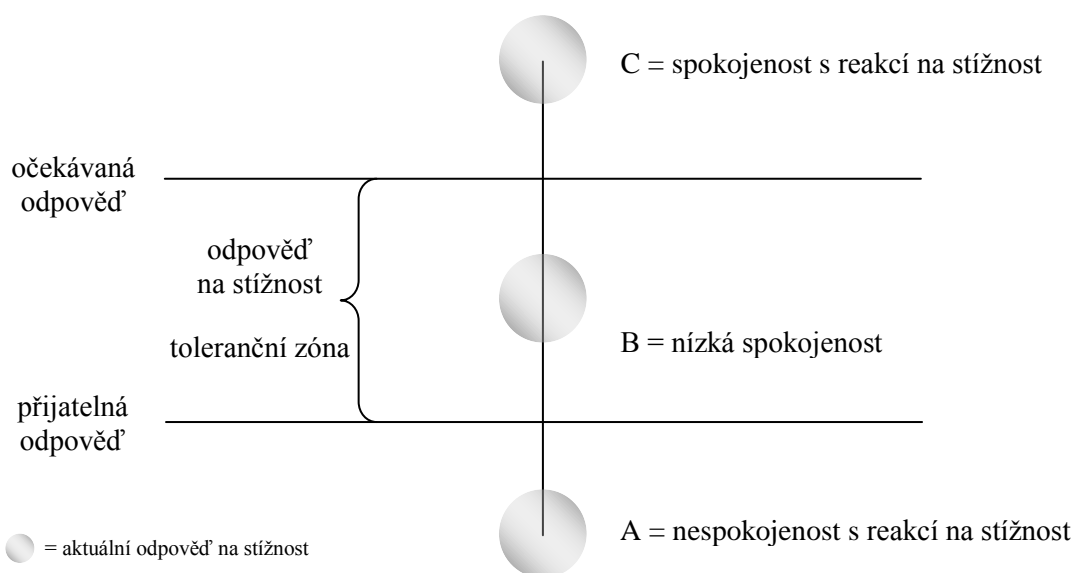 C = spokojenost s reakcí na stížnost
očekávaná
odpověď
odpověď
na stížnost
toleranční zóna
B = nízká spokojenost
přijatelná
odpověď
A = nespokojenost s reakcí na stížnost
= aktuální odpověď na stížnost